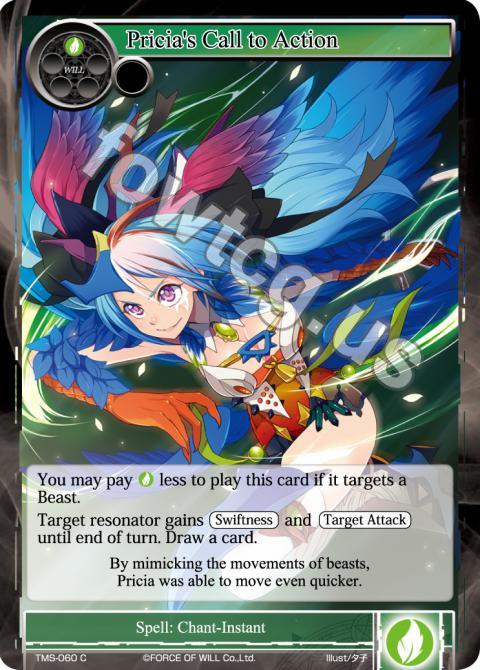 Pricia's Call to Action
WILL
fowtcg.us
You may pay less to play this card if it targets a
Beast.
Target resonator gains Swiftness and Target Attack
until end of turn. Draw a card.
By mimicking the movements of beasts,
Pricia was able to move even quicker.
Spell: Chant-Instant
TMS-060 C ©FORCE OF WILL Co.,Ltd. Illust/夕子